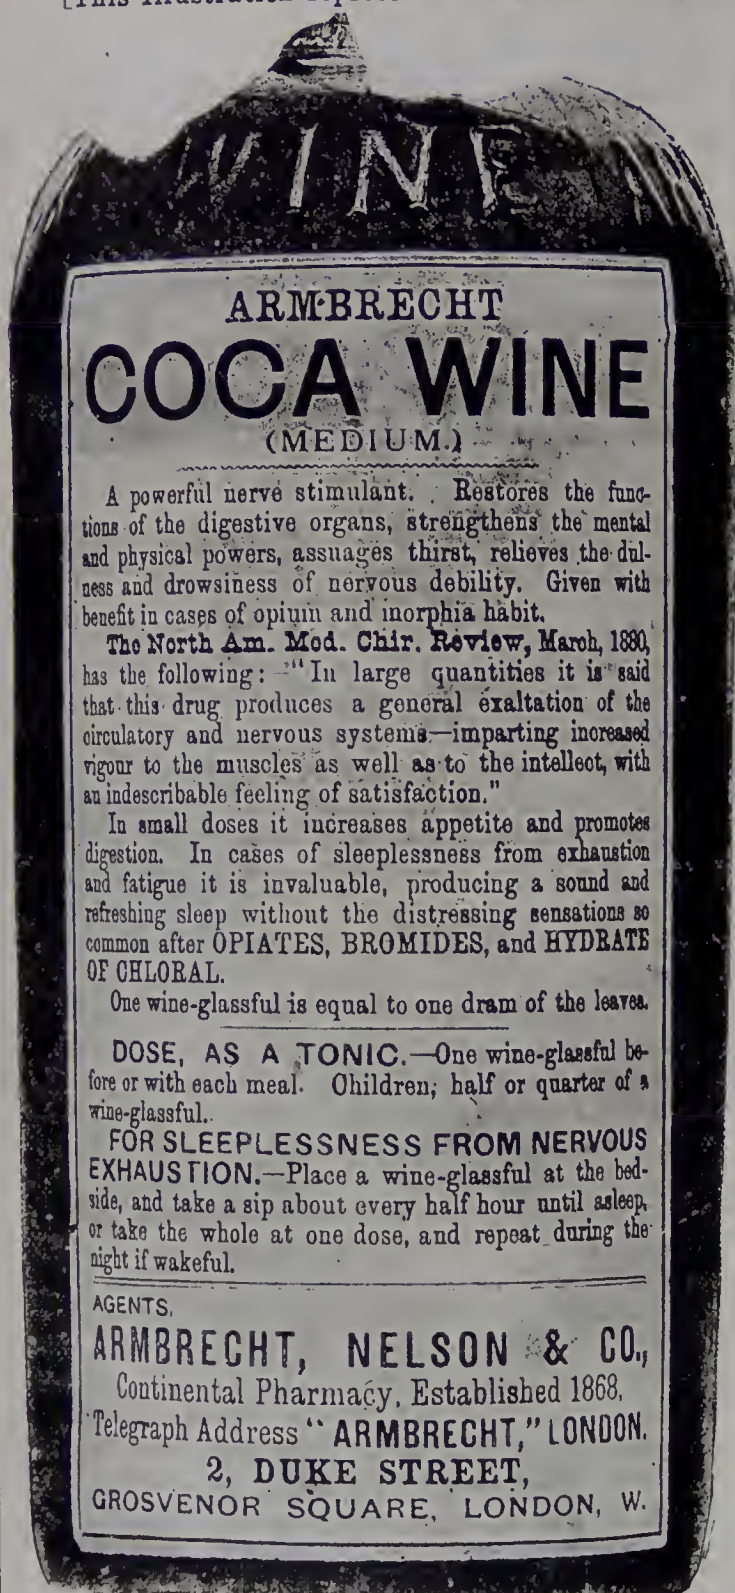 [This illustration
WINE
ARMBRECHT
COCA WINE
(MEDIUM.)
A powerful nerve stimulant. Restores the func-
tions of the digestive organs, strengthens the mental
and physical powers, assuages thirst, relieves the dul-
ness and drowsiness of nervous debility. Given with
benefit in cases of opium and morphia habit.
The North Am. Med. Chir. Review, March, 1880,
has the following:—"In large quantities it is said
that this drug produces a general exaltation of the
circulatory and nervous systems—imparting increased
vigour to the muscles as well as to the intellect, with
an indescribable feeling of satisfaction."
In small doses it increases appetite and promotes
digestion. In cases of sleeplessness from exhaustion
and fatigue it is invaluable, producing a sound and
refreshing sleep without the distressing sensations so
common after OPIATES, BROMIDES, and HYDRATE
OF CHLORAL.
One wine-glassful is equal to one dram of the leaves.
DOSE, AS A TONIC.—One wine-glassful be-
fore or with each meal. Children, half or quarter of a
wine-glassful.
FOR SLEEPLESSNESS FROM NERVOUS
EXHAUSTION.—Place a wine-glassful at the bed-
side, and take a sip about every half hour until asleep,
or take the whole at one dose, and repeat during the
night if wakeful.
AGENTS,
ARMBRECHT, NELSON & CO.,
Continental Pharmacy, Established 1868,
Telegraph Address "ARMBRECHT," LONDON.
2, DUKE STREET,
GROSVENOR SQUARE, LONDON, W.